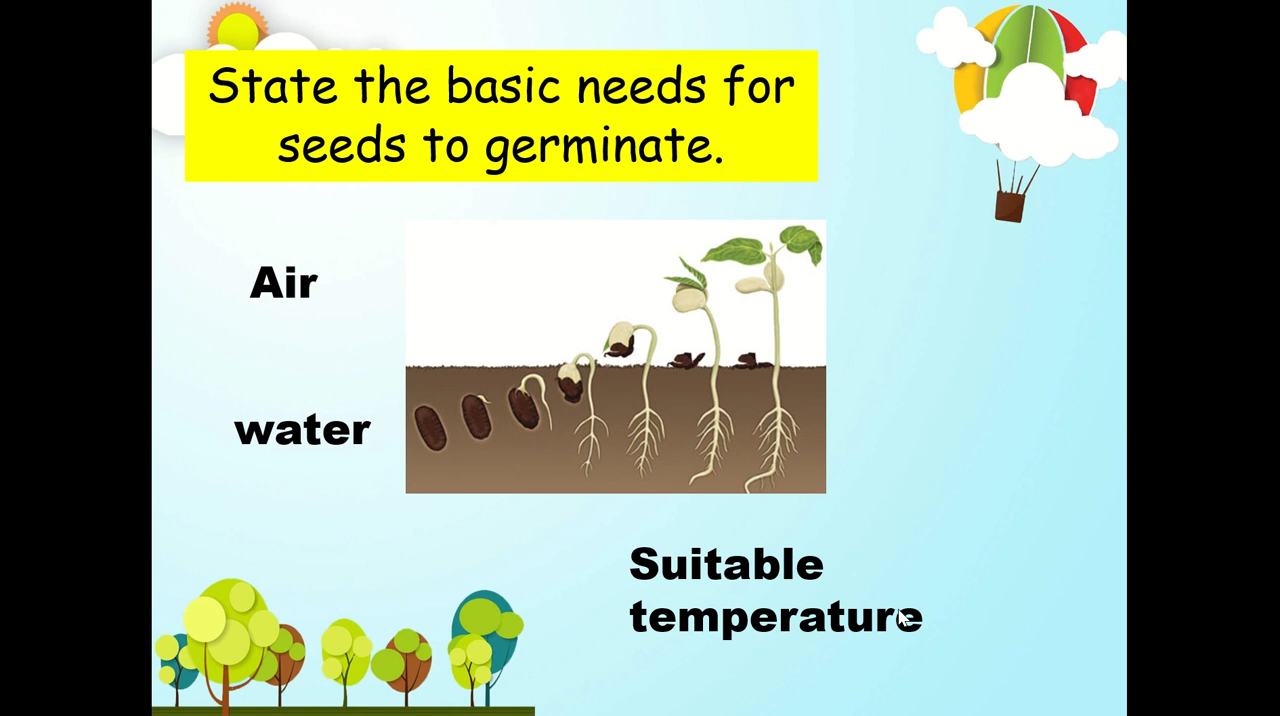 State the basic needs for
seeds to germinate.
Air
water
Suitable
temperature